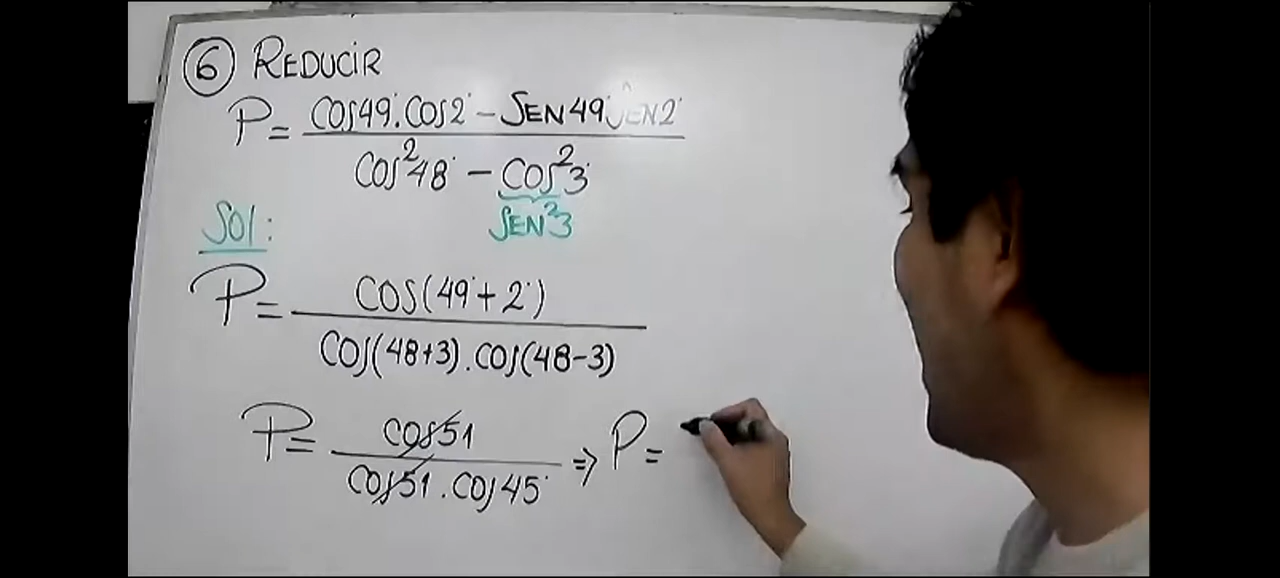 6 REDUCIR
P = COS49°.COS2° - SEN49°SEN2°
COS²48° - COS²3°
SOL:
SEN²3
P = COS(49°+2°)
COS(48+3).COS(48-3)
P = COS51
COS51.COS45° => P =